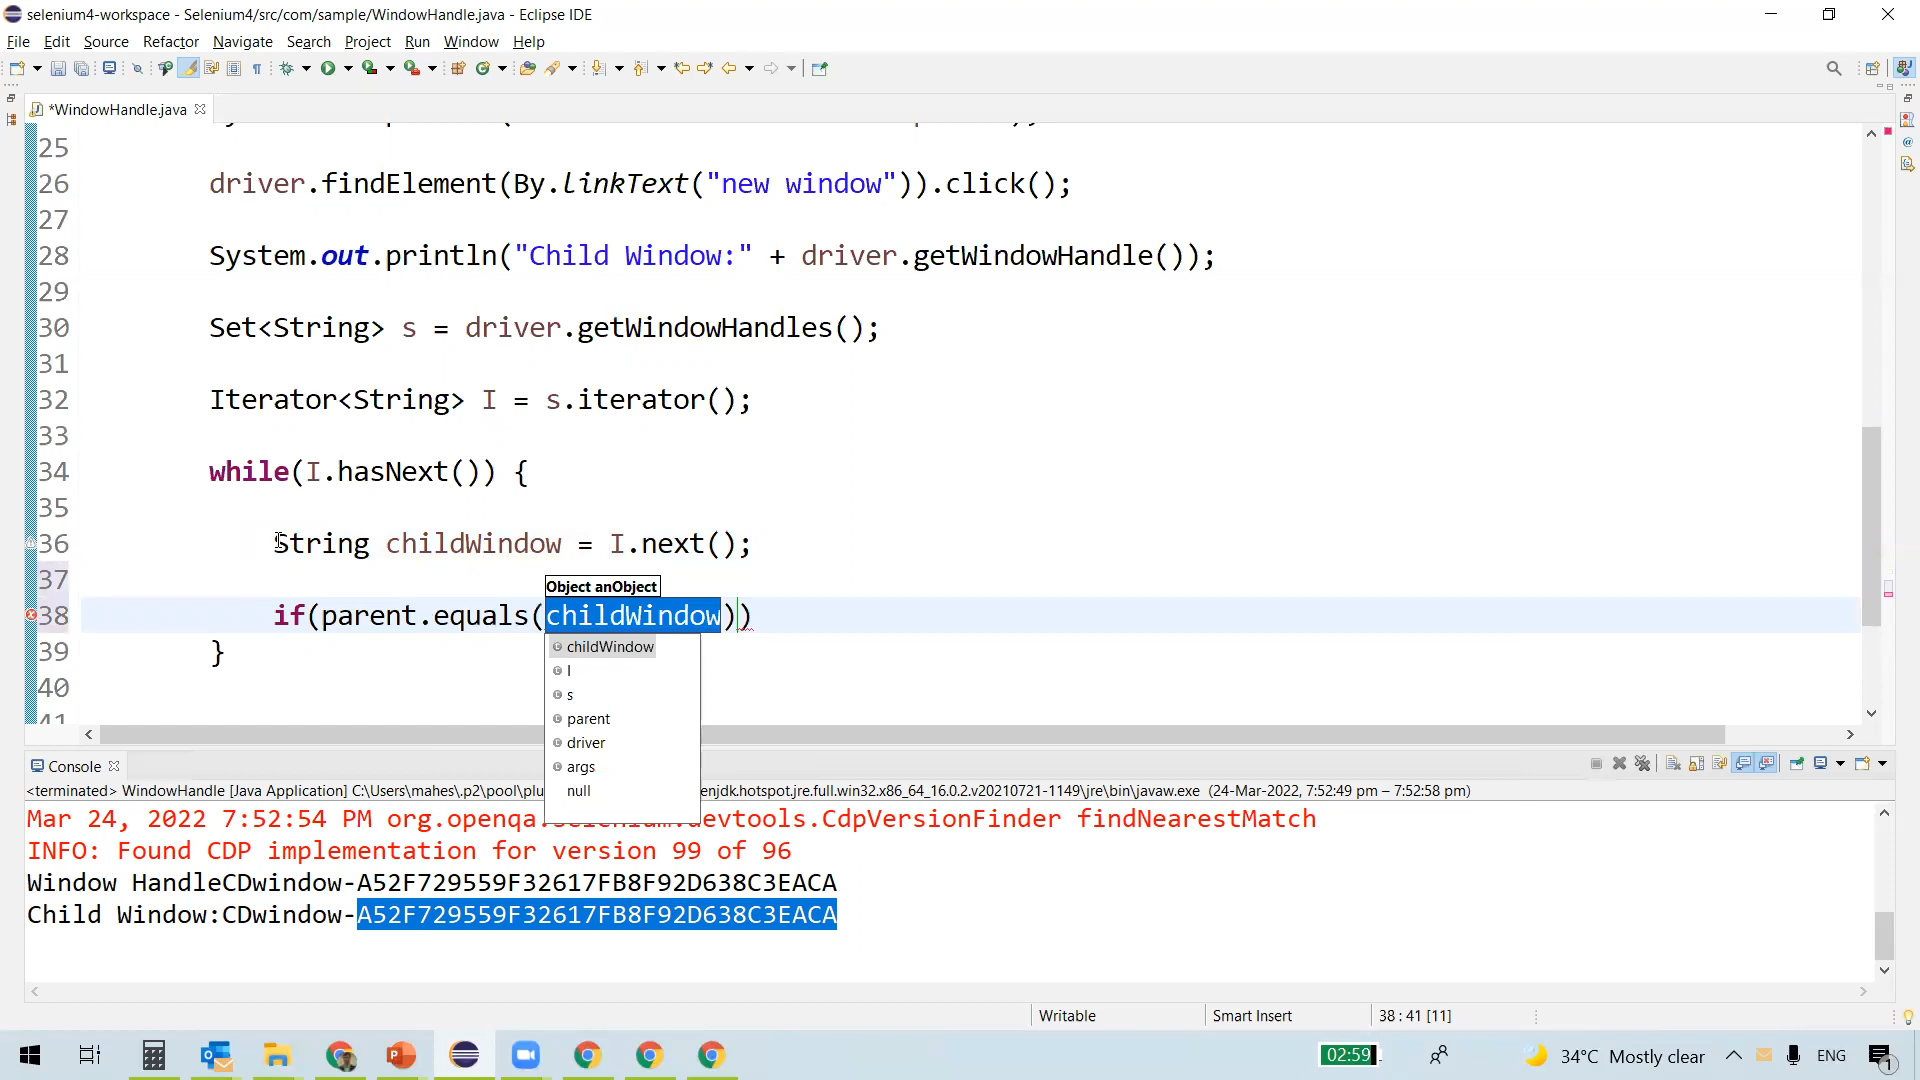 selenium4-workspace - Selenium4/src/com/sample/WindowHandle.java - Eclipse IDE
File Edit Source Refactor Navigate Search Project Run Window Help
*WindowHandle.java
25
26 driver.findElement(By.linkText("new window")).click();
27
28 System.out.println("Child Window:" + driver.getWindowHandle());
29
30 Set<String> s = driver.getWindowHandles();
31
32 Iterator<String> I = s.iterator();
33
34 while(I.hasNext()) {
35
36 String childWindow = I.next();
37
Object anObject
38 if(parent.equals(childWindow))
39 }
40
41
childWindow
I
s
parent
driver
args
null
Console
<terminated> WindowHandle [Java Application] C:\Users\mahes\.p2\pool\plu enjdk.hotspot.jre.full.win32.x86_64_16.0.2.v20210721-1149\jre\bin\javaw.exe (24-Mar-2022, 7:52:49 pm – 7:52:58 pm)
Mar 24, 2022 7:52:54 PM org.openqa.selenium.devtools.CdpVersionFinder findNearestMatch
INFO: Found CDP implementation for version 99 of 96
Window HandleCDwindow-A52F729559F32617FB8F92D638C3EACA
Child Window:CDwindow-A52F729559F32617FB8F92D638C3EACA
Writable Smart Insert 38 : 41 [11]
02:59 34°C Mostly clear ENG 1